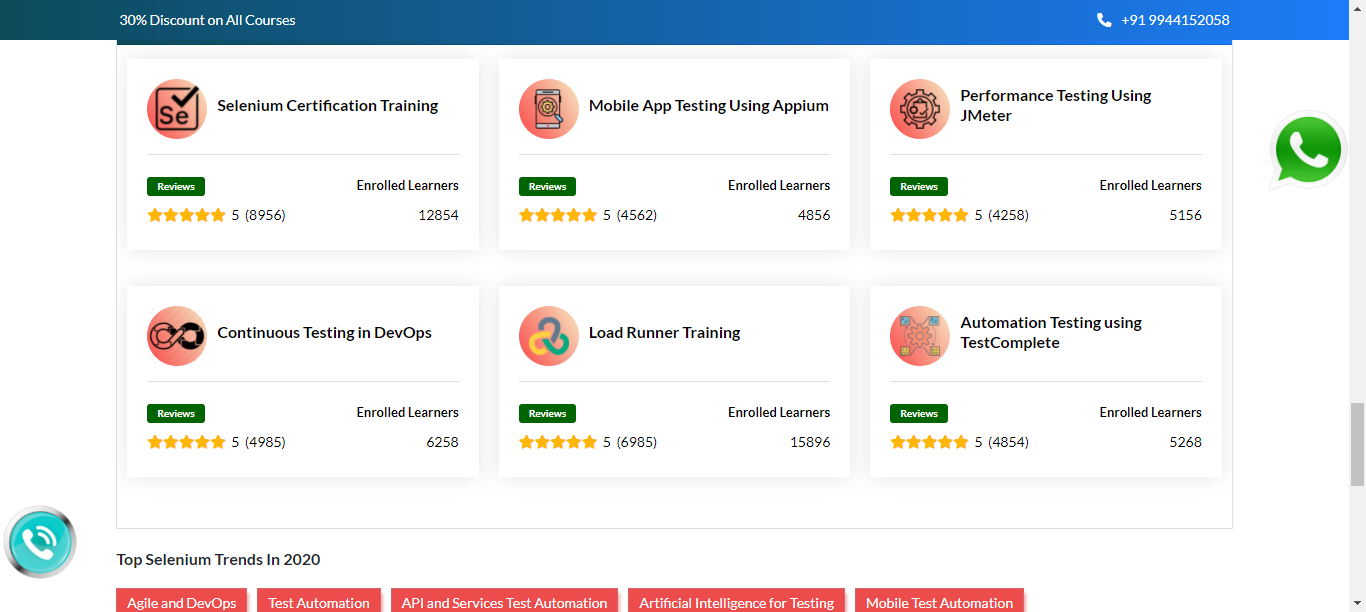 30% Discount on All Courses
+91 9944152058
Se
Selenium Certification Training
Reviews
Enrolled Learners
5 (8956)
12854
Mobile App Testing Using Appium
Reviews
Enrolled Learners
5 (4562)
4856
Performance Testing Using
JMeter
Reviews
Enrolled Learners
5 (4258)
5156
Continuous Testing in DevOps
Reviews
Enrolled Learners
5 (4985)
6258
Load Runner Training
Reviews
Enrolled Learners
5 (6985)
15896
Automation Testing using
TestComplete
Reviews
Enrolled Learners
5 (4854)
5268
Top Selenium Trends In 2020
Agile and DevOps
Test Automation
API and Services Test Automation
Artificial Intelligence for Testing
Mobile Test Automation